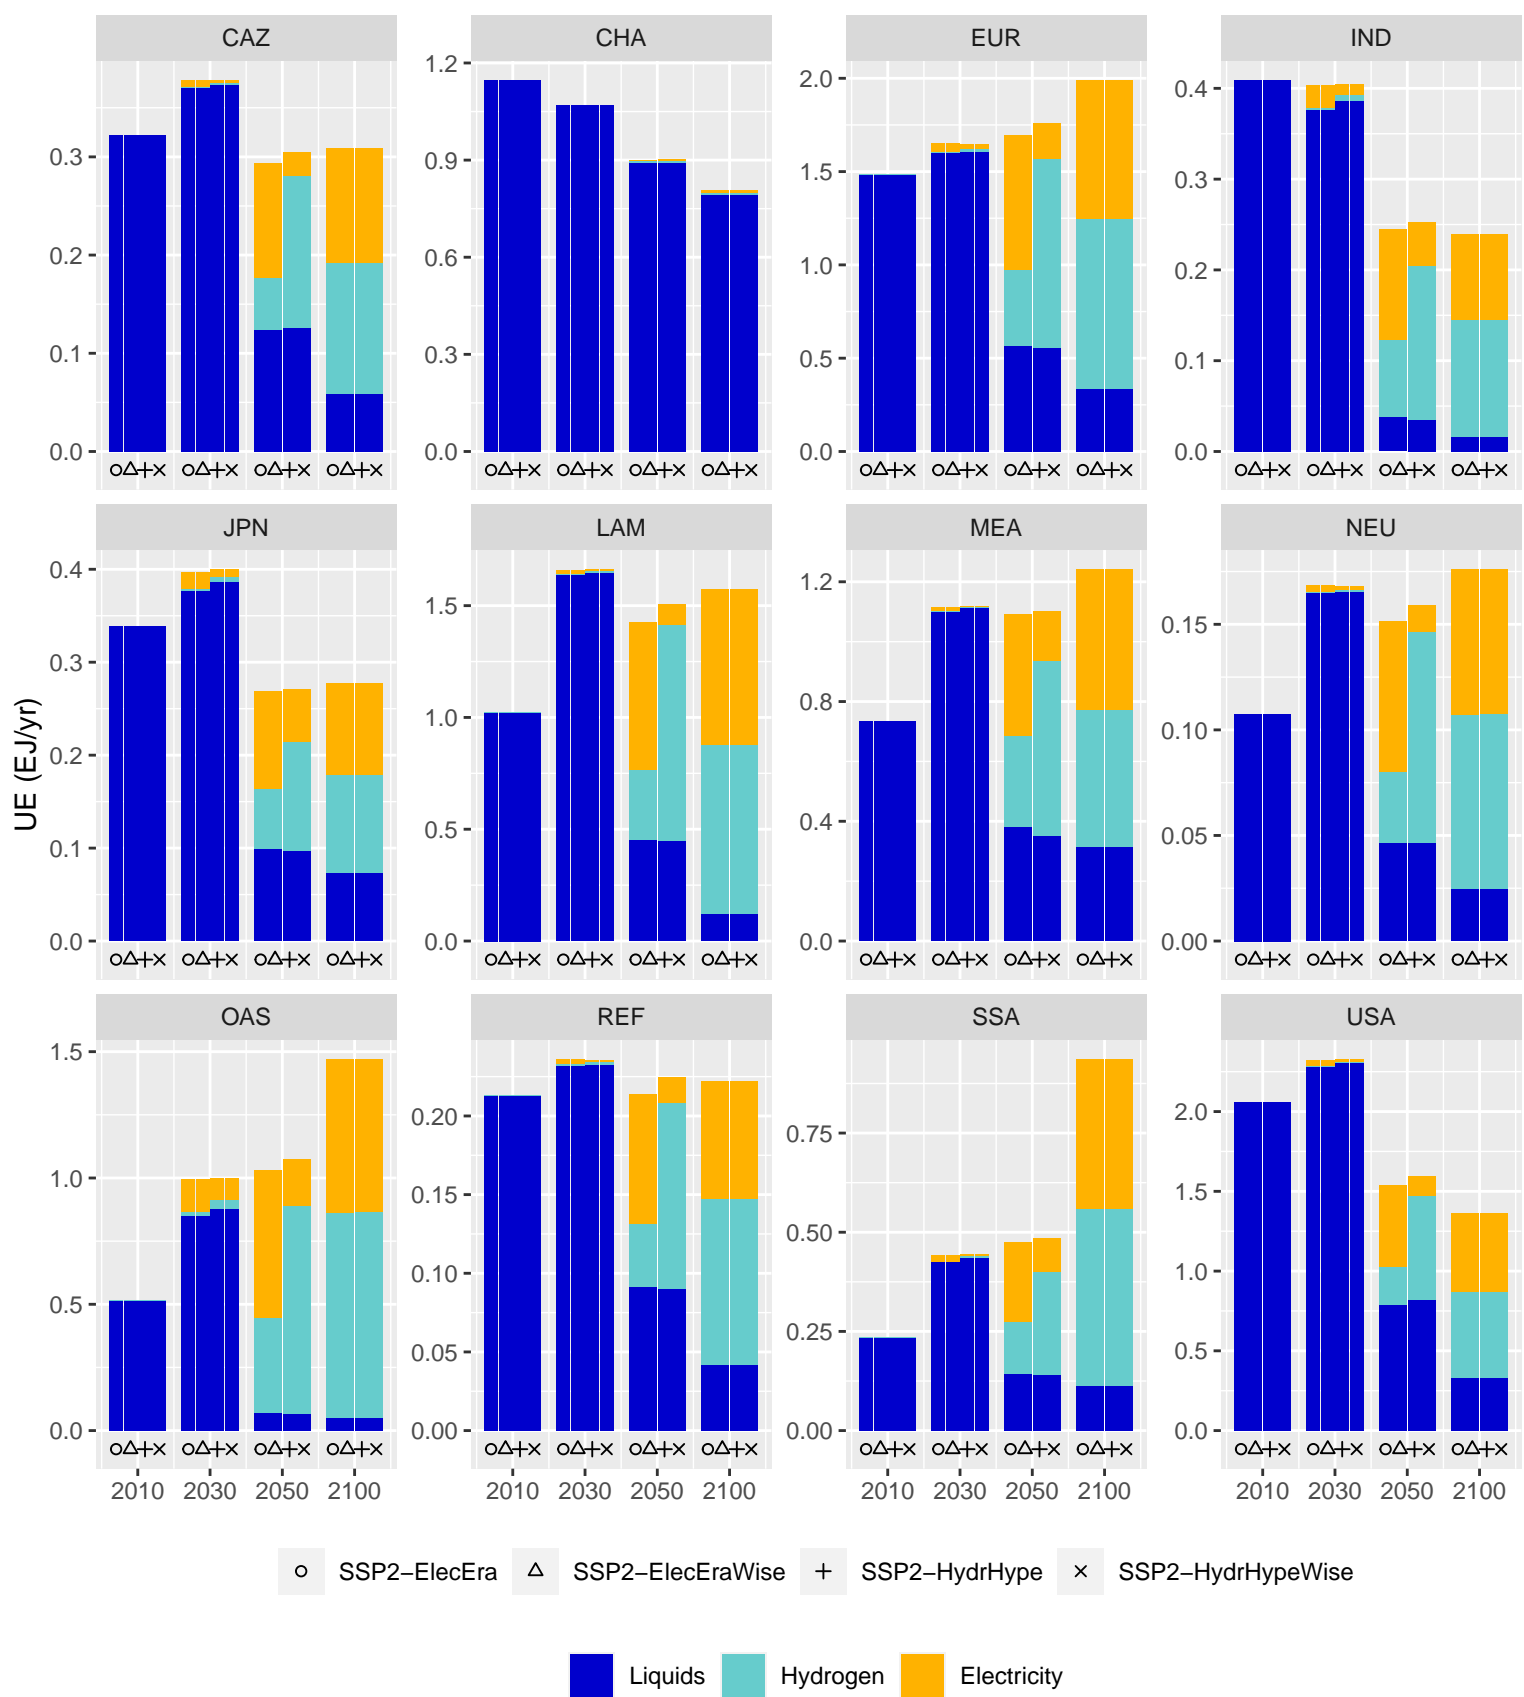 CAZ CHA EUR IND
0.0 0.1 0.2 0.3
0.0 0.3 0.6 0.9 1.2
0.0 0.5 1.0 1.5 2.0
0.0 0.1 0.2 0.3 0.4
JPN LAM MEA NEU
0.0 0.1 0.2 0.3 0.4
0.0 0.5 1.0 1.5
0.0 0.4 0.8 1.2
0.00 0.05 0.10 0.15
UE (EJ/yr)
OAS REF SSA USA
0.0 0.5 1.0 1.5
0.00 0.05 0.10 0.15 0.20
0.00 0.25 0.50 0.75
0.0 0.5 1.0 1.5 2.0
2010 2030 2050 2100 2010 2030 2050 2100 2010 2030 2050 2100 2010 2030 2050 2100
SSP2−ElecEra SSP2−ElecEraWise SSP2−HydrHype SSP2−HydrHypeWise
Liquids Hydrogen Electricity